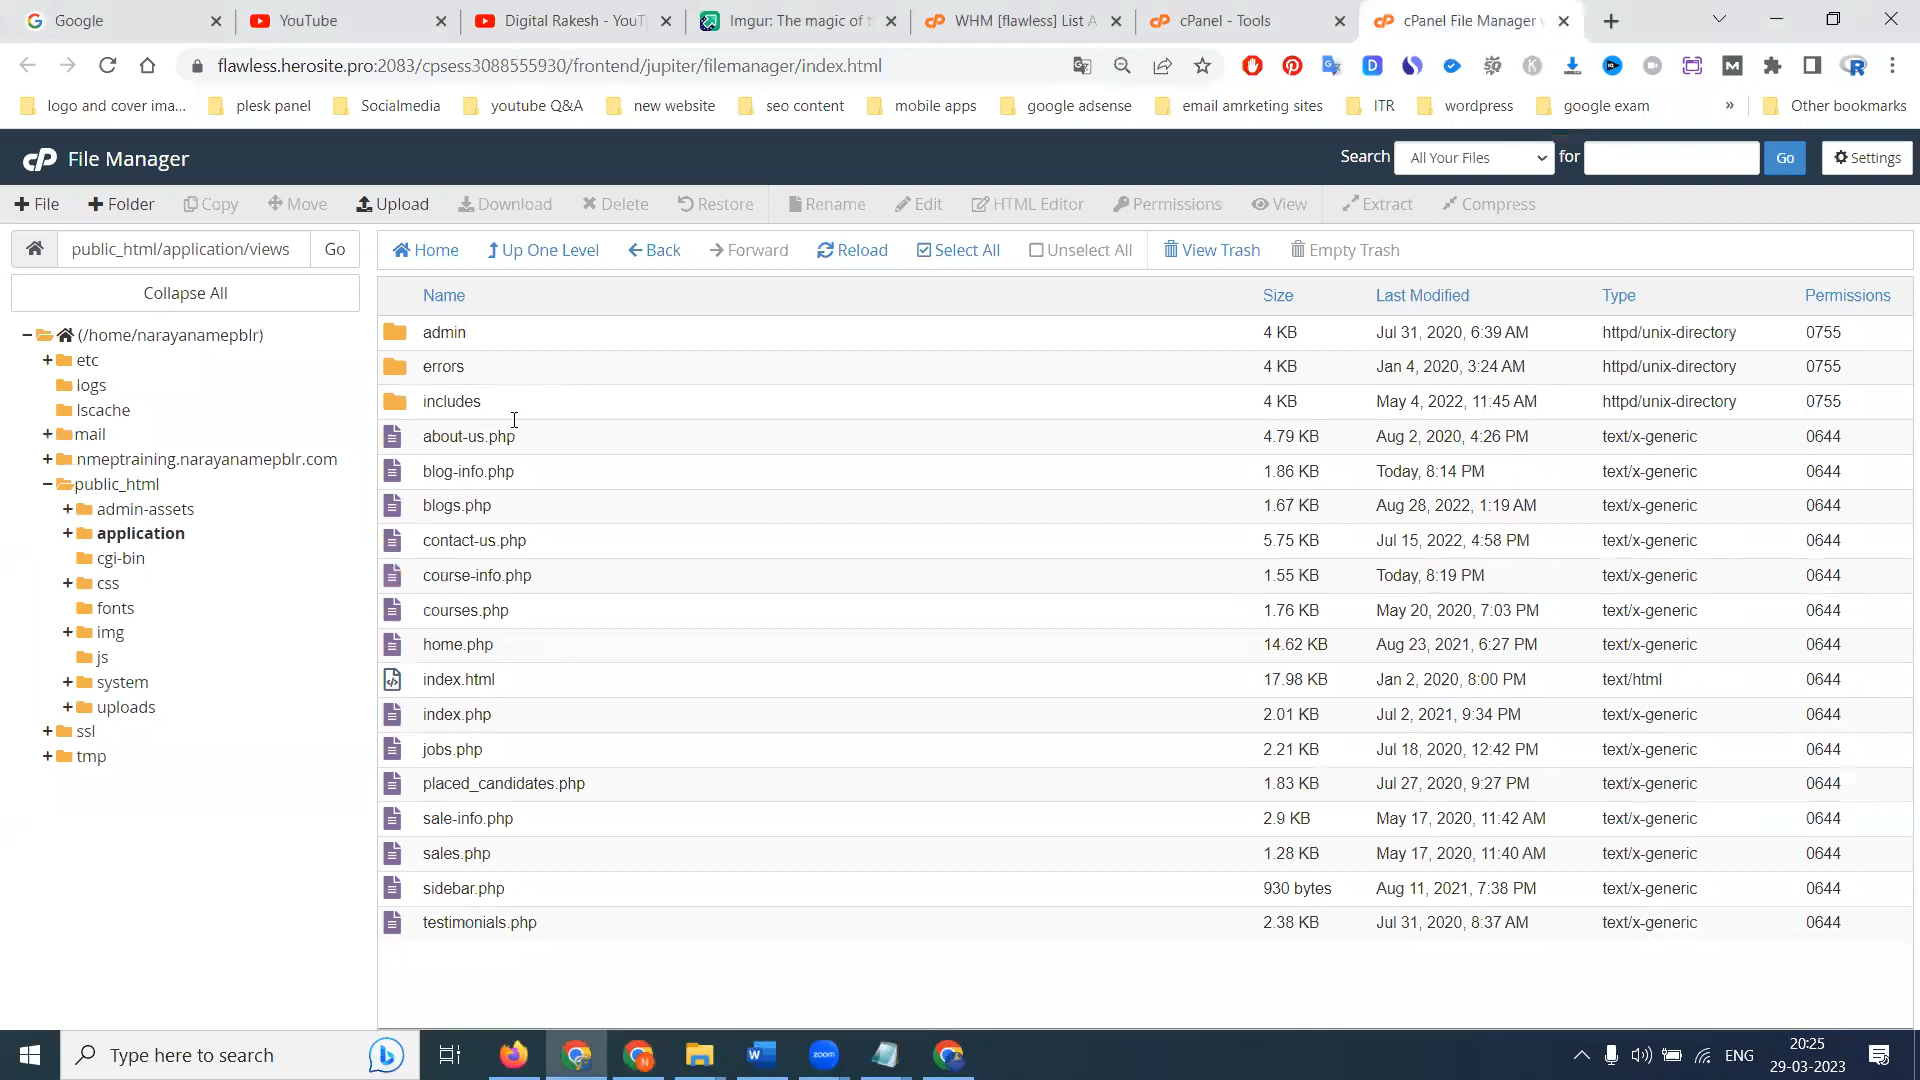 Google
YouTube
Digital Rakesh - YouT
Imgur: The magic of t
WHM [flawless] List A
cPanel - Tools
cPanel File Manager
flawless.herosite.pro:2083/cpsess3088555930/frontend/jupiter/filemanager/index.html
logo and cover ima...
plesk panel
Socialmedia
youtube Q&A
new website
seo content
mobile apps
google adsense
email amrketing sites
ITR
wordpress
google exam
»
Other bookmarks
cP File Manager
Search All Your Files for Go Settings
File Folder Copy Move Upload Download Delete Restore Rename Edit HTML Editor Permissions View Extract Compress
public_html/application/views Go
Home Up One Level Back Forward Reload Select All Unselect All View Trash Empty Trash
Collapse All
(/home/narayanamepblr)
etc
logs
lscache
mail
nmeptraining.narayanamepblr.com
public_html
admin-assets
application
cgi-bin
css
fonts
img
js
system
uploads
ssl
tmp
Name Size Last Modified Type Permissions
admin 4 KB Jul 31, 2020, 6:39 AM httpd/unix-directory 0755
errors 4 KB Jan 4, 2020, 3:24 AM httpd/unix-directory 0755
includes 4 KB May 4, 2022, 11:45 AM httpd/unix-directory 0755
about-us.php 4.79 KB Aug 2, 2020, 4:26 PM text/x-generic 0644
blog-info.php 1.86 KB Today, 8:14 PM text/x-generic 0644
blogs.php 1.67 KB Aug 28, 2022, 1:19 AM text/x-generic 0644
contact-us.php 5.75 KB Jul 15, 2022, 4:58 PM text/x-generic 0644
course-info.php 1.55 KB Today, 8:19 PM text/x-generic 0644
courses.php 1.76 KB May 20, 2020, 7:03 PM text/x-generic 0644
home.php 14.62 KB Aug 23, 2021, 6:27 PM text/x-generic 0644
index.html 17.98 KB Jan 2, 2020, 8:00 PM text/html 0644
index.php 2.01 KB Jul 2, 2021, 9:34 PM text/x-generic 0644
jobs.php 2.21 KB Jul 18, 2020, 12:42 PM text/x-generic 0644
placed_candidates.php 1.83 KB Jul 27, 2020, 9:27 PM text/x-generic 0644
sale-info.php 2.9 KB May 17, 2020, 11:42 AM text/x-generic 0644
sales.php 1.28 KB May 17, 2020, 11:40 AM text/x-generic 0644
sidebar.php 930 bytes Aug 11, 2021, 7:38 PM text/x-generic 0644
testimonials.php 2.38 KB Jul 31, 2020, 8:37 AM text/x-generic 0644
Type here to search
zoom
ENG
20:25
29-03-2023